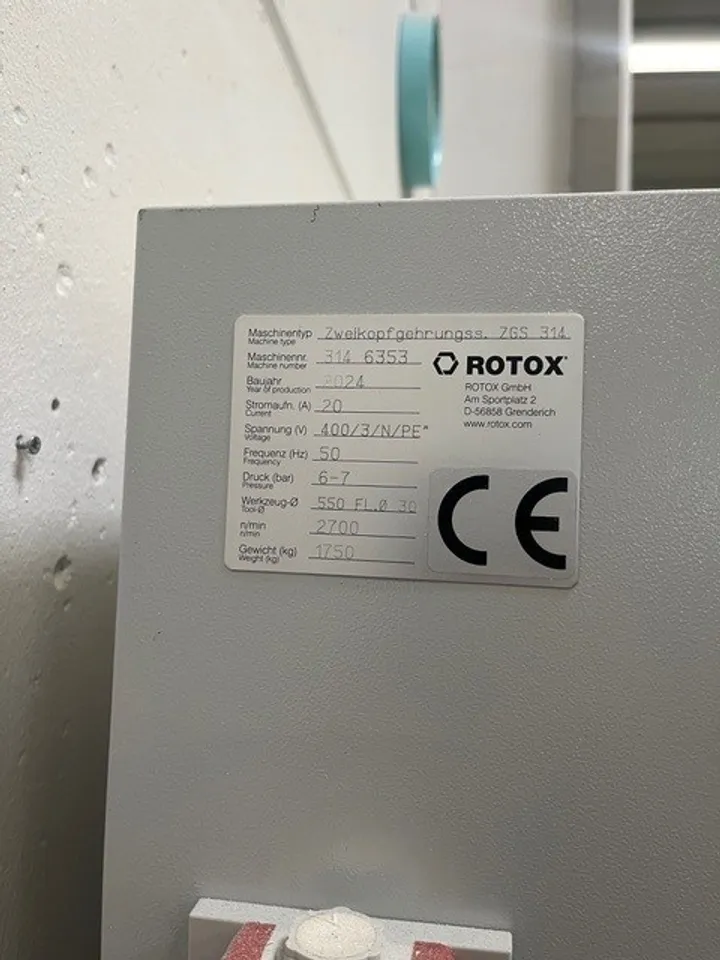 Maschinentyp Zweikopfgehrungss. ZGS 314
Machine type
Maschinennr. 314 6353
Machine number
Baujahr 2024
Year of production
Stromaufn. (A) 20
Current
Spannung (V) 400/3/N/PE*
Voltage
Frequenz (Hz) 50
Frequency
Druck (bar) 6-7
Pressure
Werkzeug-Ø 550 FL.Ø 30
Tool-Ø
n/min 2700
n/min
Gewicht (kg) 1750
Weight (kg)
ROTOX®
ROTOX GmbH
Am Sportplatz 2
D-56858 Grenderich
www.rotox.com
CE